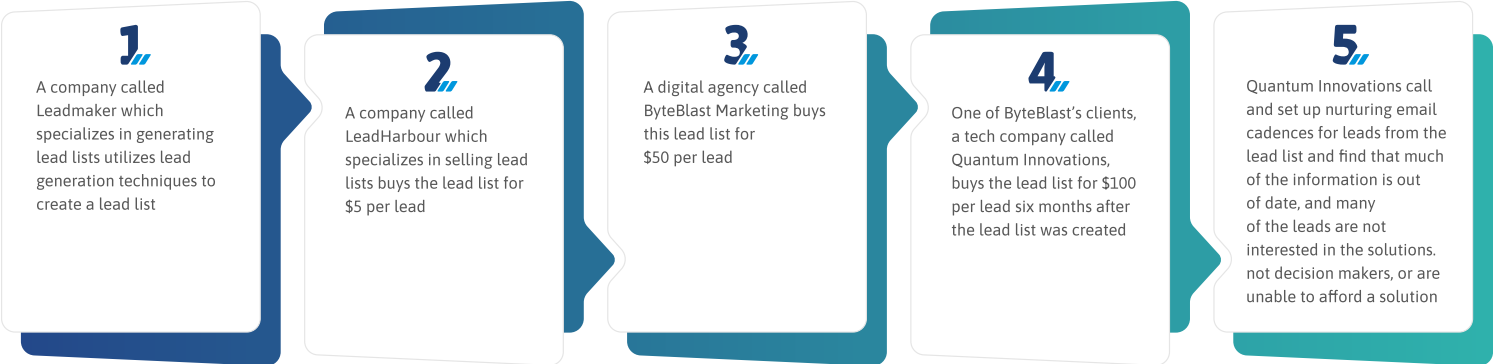 1
A company called
Leadmaker which
specializes in generating
lead lists utilizes lead
generation techniques to
create a lead list
2
A company called
LeadHarbour which
specializes in selling lead
lists buys the lead list for
$5 per lead
3
A digital agency called
ByteBlast Marketing buys
this lead list for
$50 per lead
4
One of ByteBlast’s clients,
a tech company called
Quantum Innovations,
buys the lead list for $100
per lead six months after
the lead list was created
5
Quantum Innovations call
and set up nurturing email
cadences for leads from the
lead list and find that much
of the information is out
of date, and many
of the leads are not
interested in the solutions.
not decision makers, or are
unable to afford a solution